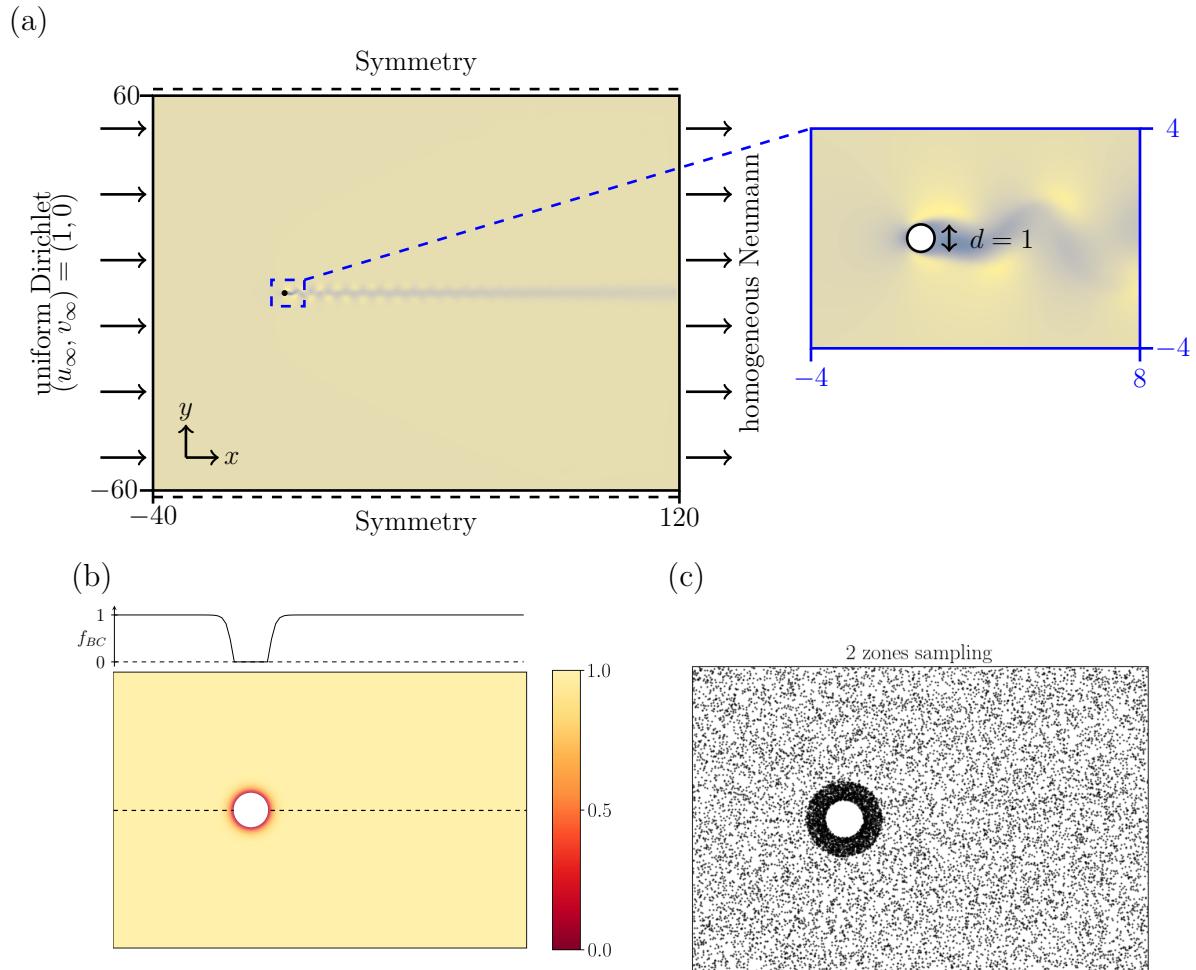 (a)
Symmetry
60
uniform Dirichlet
(u∞, v∞) = (1, 0)
homogeneous Neumann
4
d = 1
−4
−4
8
y
x
−60
−40
Symmetry
120
(b)
(c)
1
f_BC
0
1.0
0.5
0.0
2 zones sampling